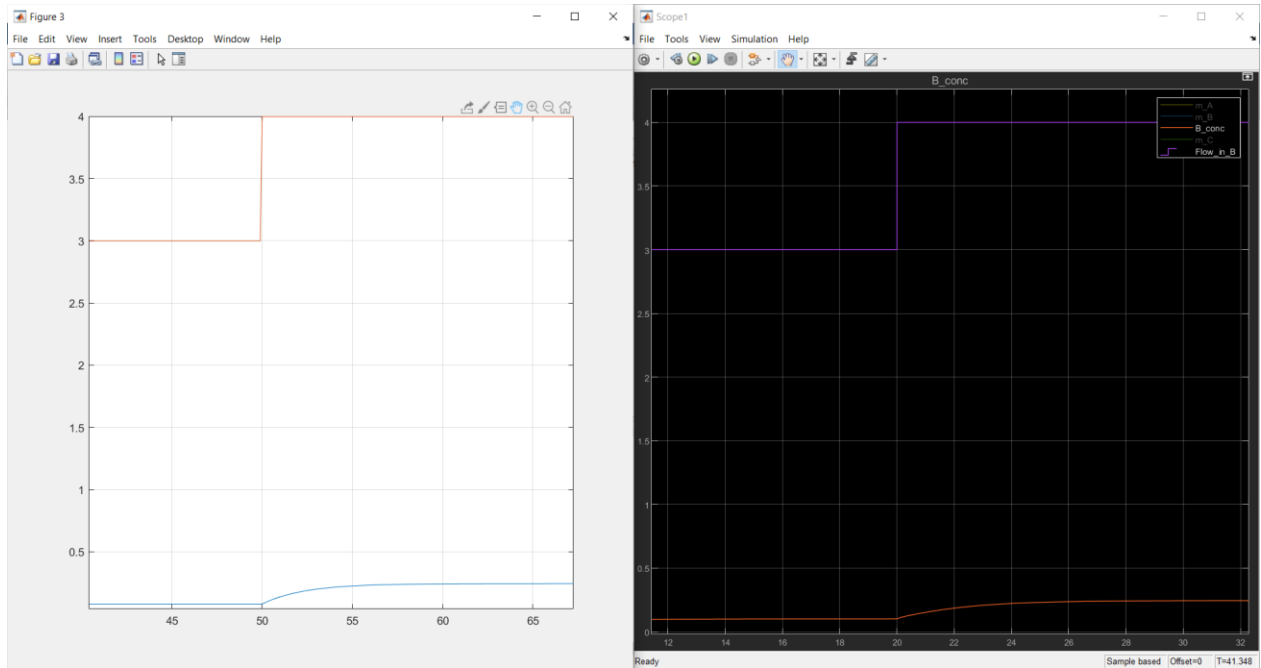 Figure 3
File Edit View Insert Tools Desktop Window Help
4
3.5
3
2.5
2
1.5
1
0.5
45 50 55 60 65
Scope1
File Tools View Simulation Help
B_conc
m_A
m_B
B_conc
m_C
Flow_in_B
4
3.5
3
2.5
2
1.5
1
0.5
0
12 14 16 18 20 22 24 26 28 30 32
Ready
Sample based Offset=0 T=41.348